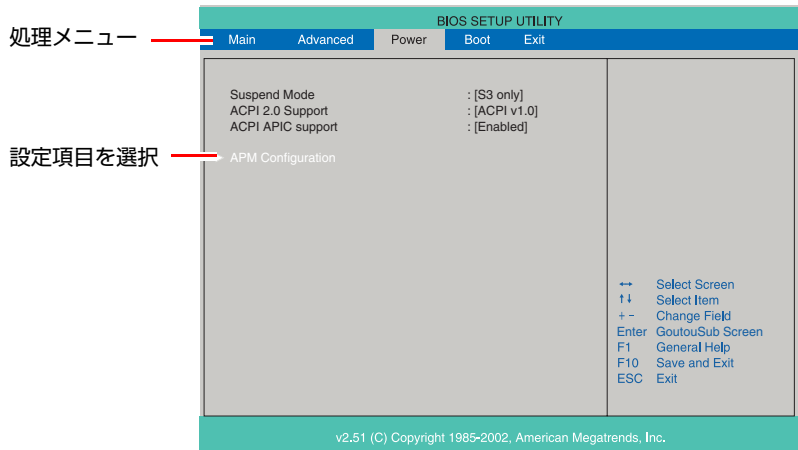 BIOS SETUP UTILITY
処理メニュー
Main Advanced Power Boot Exit
Suspend Mode : [S3 only]
ACPI 2.0 Support : [ACPI v1.0]
ACPI APIC support : [Enabled]
設定項目を選択
APM Configuration
↔ Select Screen
↑↓ Select Item
+ - Change Field
Enter GoutouSub Screen
F1 General Help
F10 Save and Exit
ESC Exit
v2.51 (C) Copyright 1985-2002, American Megatrends, Inc.